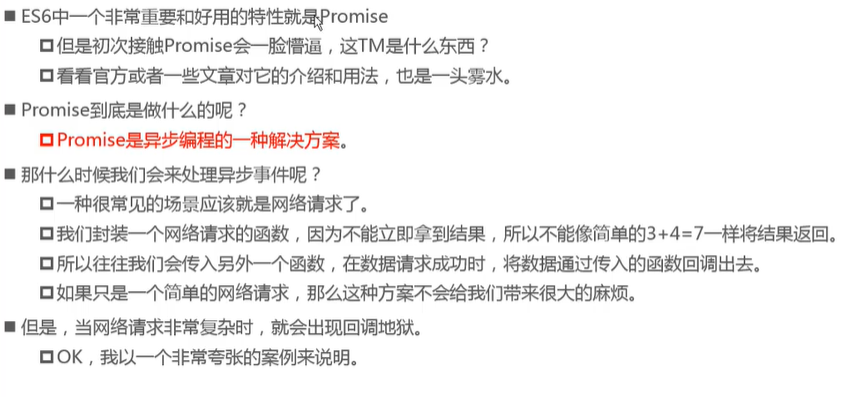 ES6中一个非常重要和好用的特性就是Promise
但是初次接触Promise会一脸懵逼，这TM是什么东西？
看看官方或者一些文章对它的介绍和用法，也是一头雾水。
Promise到底是做什么的呢？
Promise是异步编程的一种解决方案。
那什么时候我们会来处理异步事件呢？
一种很常见的场景应该就是网络请求了。
我们封装一个网络请求的函数，因为不能立即拿到结果，所以不能像简单的3+4=7一样将结果返回。
所以往往我们会传入另外一个函数，在数据请求成功时，将数据通过传入的函数回调出去。
如果只是一个简单的网络请求，那么这种方案不会给我们带来很大的麻烦。
但是，当网络请求非常复杂时，就会出现回调地狱。
OK，我以一个非常夸张的案例来说明。